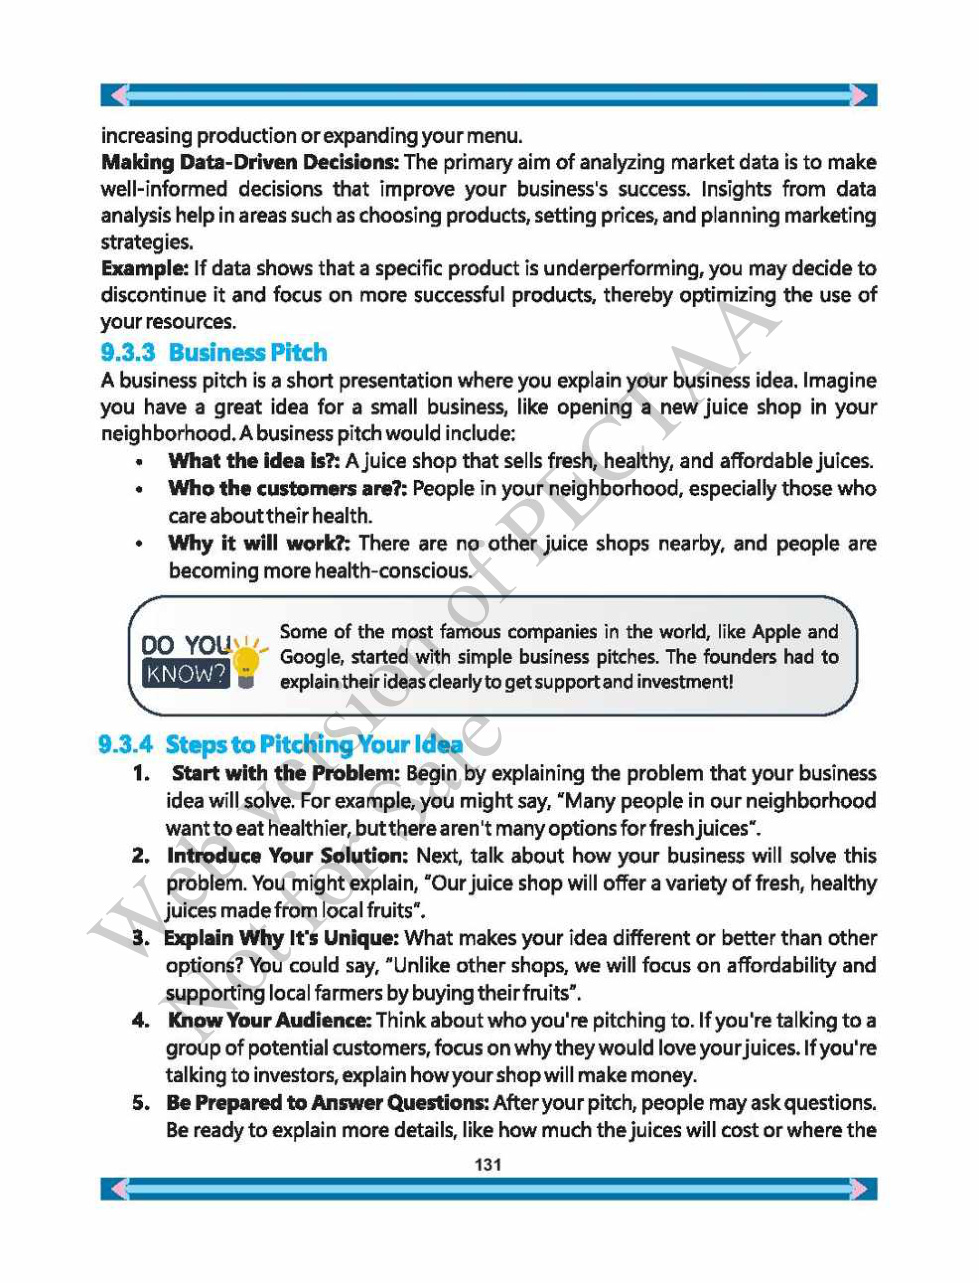 increasing production or expanding your menu.
Making Data-Driven Decisions: The primary aim of analyzing market data is to make
well-informed decisions that improve your business's success. Insights from data
analysis help in areas such as choosing products, setting prices, and planning marketing
strategies.
Example: If data shows that a specific product is underperforming, you may decide to
discontinue it and focus on more successful products, thereby optimizing the use of
your resources.
9.3.3 Business Pitch
A business pitch is a short presentation where you explain your business idea. Imagine
you have a great idea for a small business, like opening a new juice shop in your
neighborhood. A business pitch would include:
• What the idea is?: A juice shop that sells fresh, healthy, and affordable juices.
• Who the customers are?: People in your neighborhood, especially those who
care about their health.
• Why it will work?: There are no other juice shops nearby, and people are
becoming more health-conscious.
DO YOU
KNOW?
Some of the most famous companies in the world, like Apple and
Google, started with simple business pitches. The founders had to
explain their ideas clearly to get support and investment!
9.3.4 Steps to Pitching Your Idea
1. Start with the Problem: Begin by explaining the problem that your business
idea will solve. For example, you might say, "Many people in our neighborhood
want to eat healthier, but there aren't many options for fresh juices".
2. Introduce Your Solution: Next, talk about how your business will solve this
problem. You might explain, "Our juice shop will offer a variety of fresh, healthy
juices made from local fruits".
3. Explain Why It's Unique: What makes your idea different or better than other
options? You could say, "Unlike other shops, we will focus on affordability and
supporting local farmers by buying their fruits".
4. Know Your Audience: Think about who you're pitching to. If you're talking to a
group of potential customers, focus on why they would love your juices. If you're
talking to investors, explain how your shop will make money.
5. Be Prepared to Answer Questions: After your pitch, people may ask questions.
Be ready to explain more details, like how much the juices will cost or where the
131
Web version of PECTAA
Not for Sale